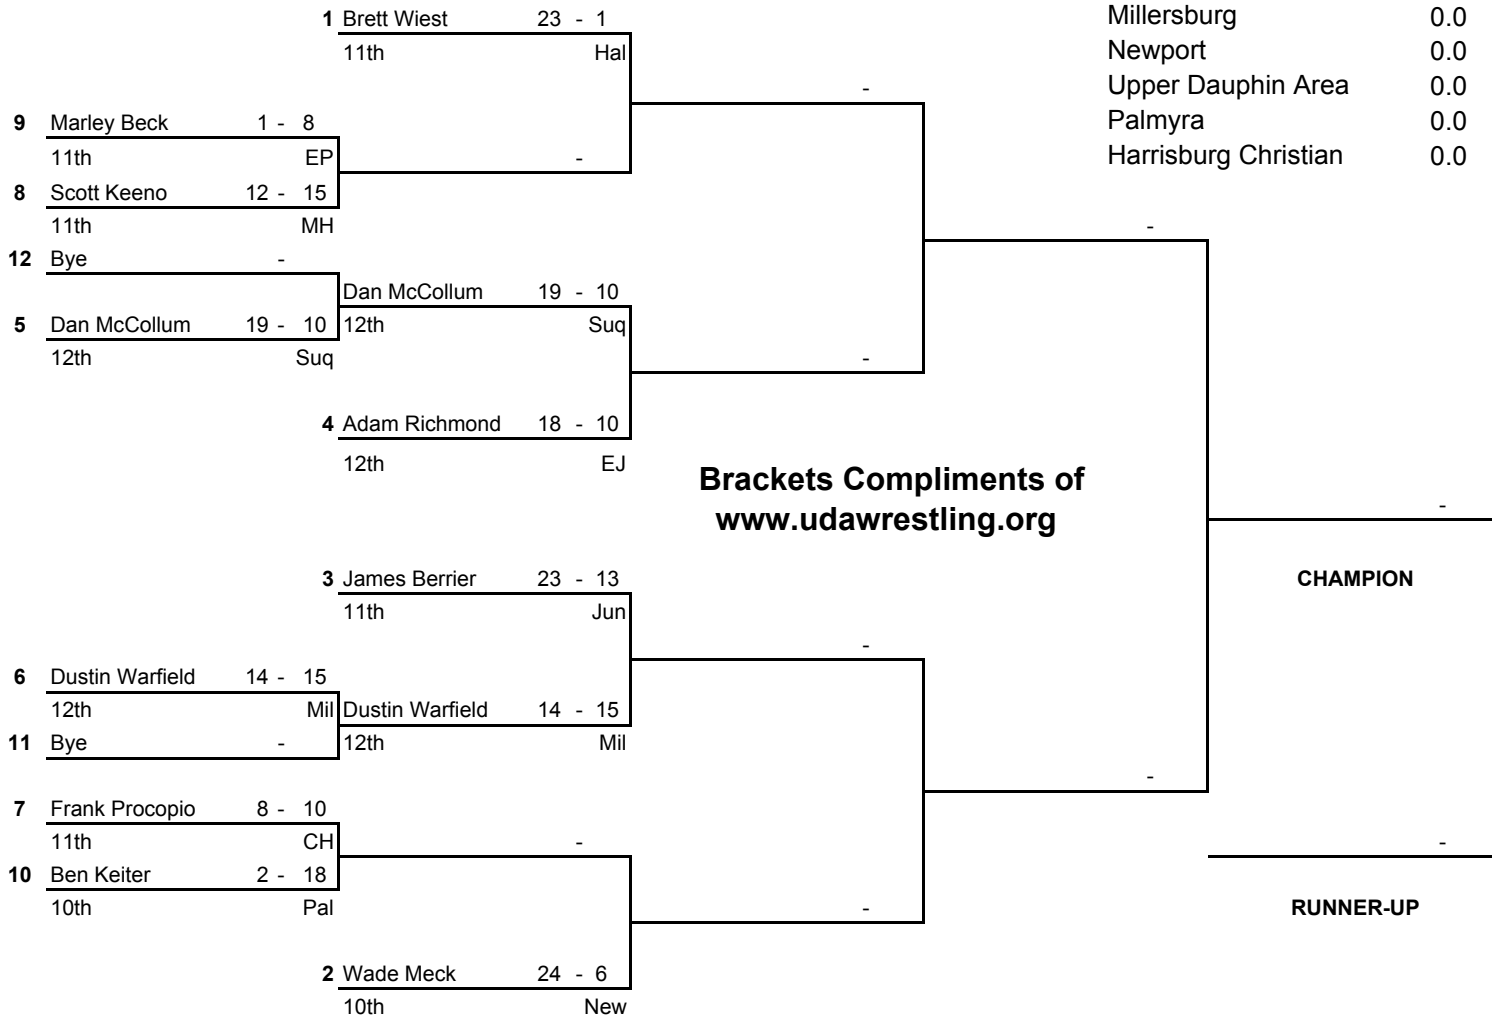 1 Brett Wiest 23 - 1
11th Hal
Millersburg 0.0
Newport 0.0
Upper Dauphin Area 0.0
Palmyra 0.0
Harrisburg Christian 0.0
-
9 Marley Beck 1 - 8
11th EP
-
8 Scott Keeno 12 - 15
11th MH
-
12 Bye -
Dan McCollum 19 - 10
12th Suq
5 Dan McCollum 19 - 10
12th Suq
-
4 Adam Richmond 18 - 10
12th EJ
Brackets Compliments of
www.udawrestling.org
-
CHAMPION
3 James Berrier 23 - 13
11th Jun
-
6 Dustin Warfield 14 - 15
12th Mil
Dustin Warfield 14 - 15
12th Mil
11 Bye -
-
7 Frank Procopio 8 - 10
11th CH
-
-
10 Ben Keiter 2 - 18
10th Pal
-
RUNNER-UP
2 Wade Meck 24 - 6
10th New